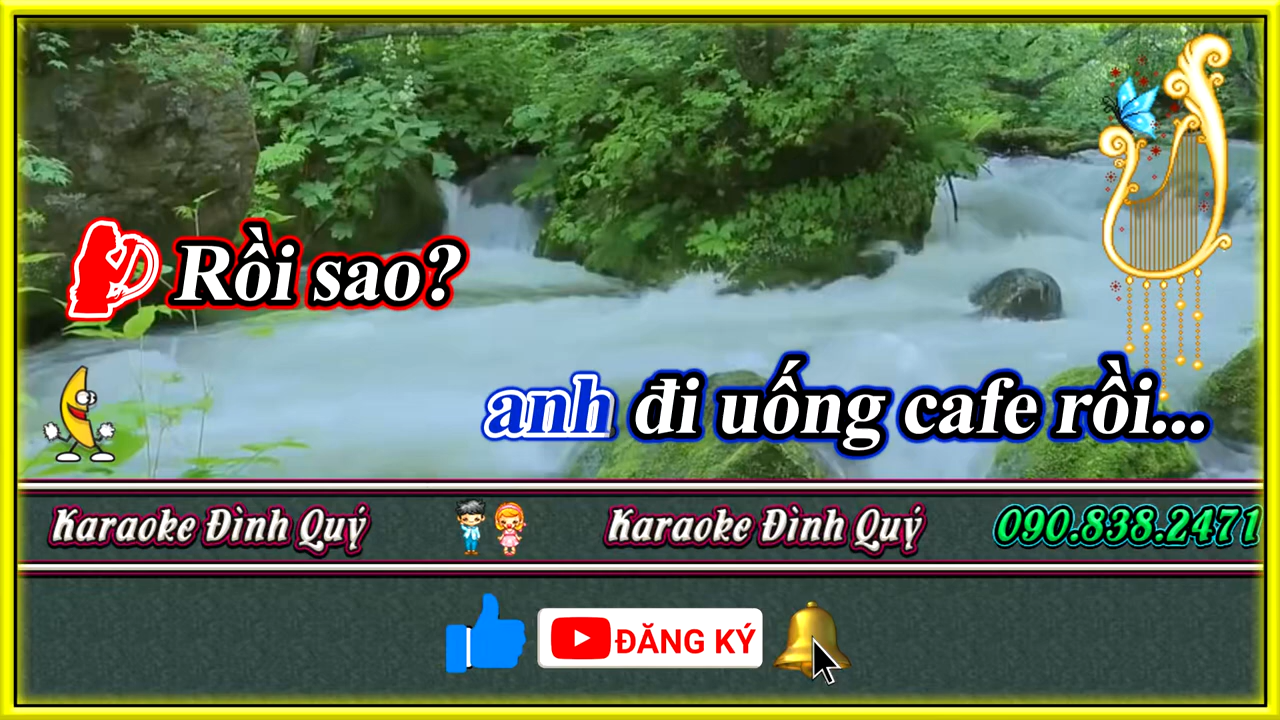 Rồi sao?
anh đi uống cafe rồi...
Karaoke Đình Quý Karaoke Đình Quý 090.838.2471
ĐĂNG KÝ